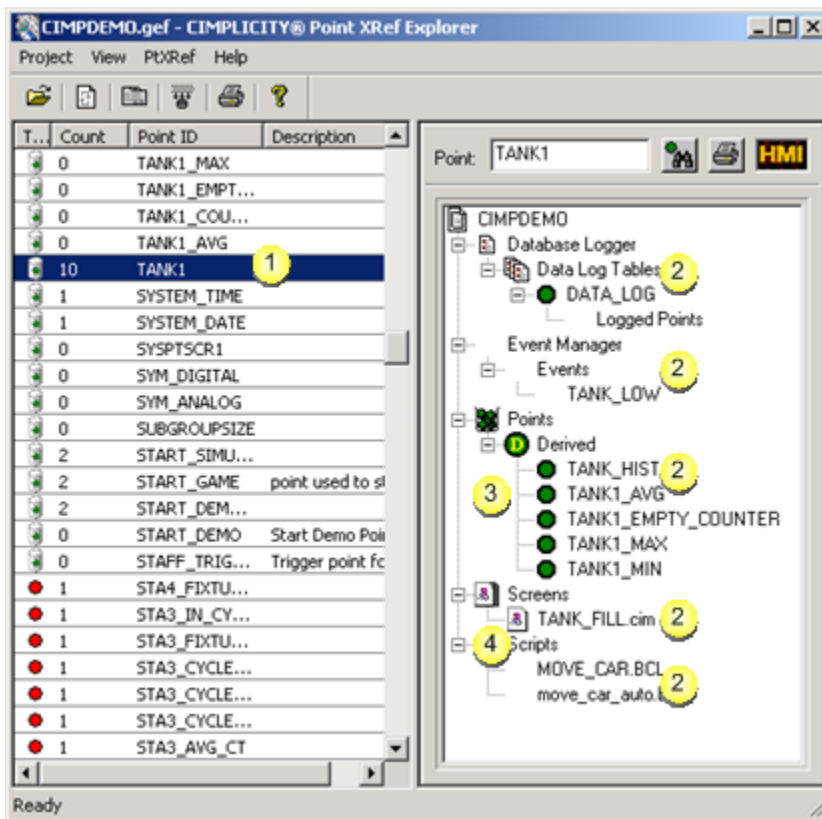 CIMPDEMO.gef - CIMPLICITY® Point XRef Explorer
Project View PtXRef Help
T... Count Point ID Description
0 TANK1_MAX
0 TANK1_EMPT...
0 TANK1_COU...
0 TANK1_AVG
10 TANK1 1
1 SYSTEM_TIME
1 SYSTEM_DATE
0 SYSPTSCR1
0 SYM_DIGITAL
0 SYM_ANALOG
0 SUBGROUPSIZE
2 START_SIMU...
2 START_GAME point used to st
2 START_DEM...
0 START_DEMO Start Demo Poi
0 STAFF_TRIG... Trigger point fo
1 STA4_FIXTU...
1 STA3_IN_CY...
1 STA3_FIXTU...
1 STA3_CYCLE...
1 STA3_CYCLE...
1 STA3_CYCLE...
1 STA3_AVG_CT
Point: TANK1 HMI
CIMPDEMO
Database Logger
Data Log Tables 2
DATA_LOG
Logged Points
Event Manager
Events 2
TANK_LOW
Points
D Derived
TANK_HIST 2
3 TANK1_AVG
TANK1_EMPTY_COUNTER
TANK1_MAX
TANK1_MIN
Screens
TANK_FILL.cim 2
4 Scripts
MOVE_CAR.BCL
2
move_car_auto.
Ready